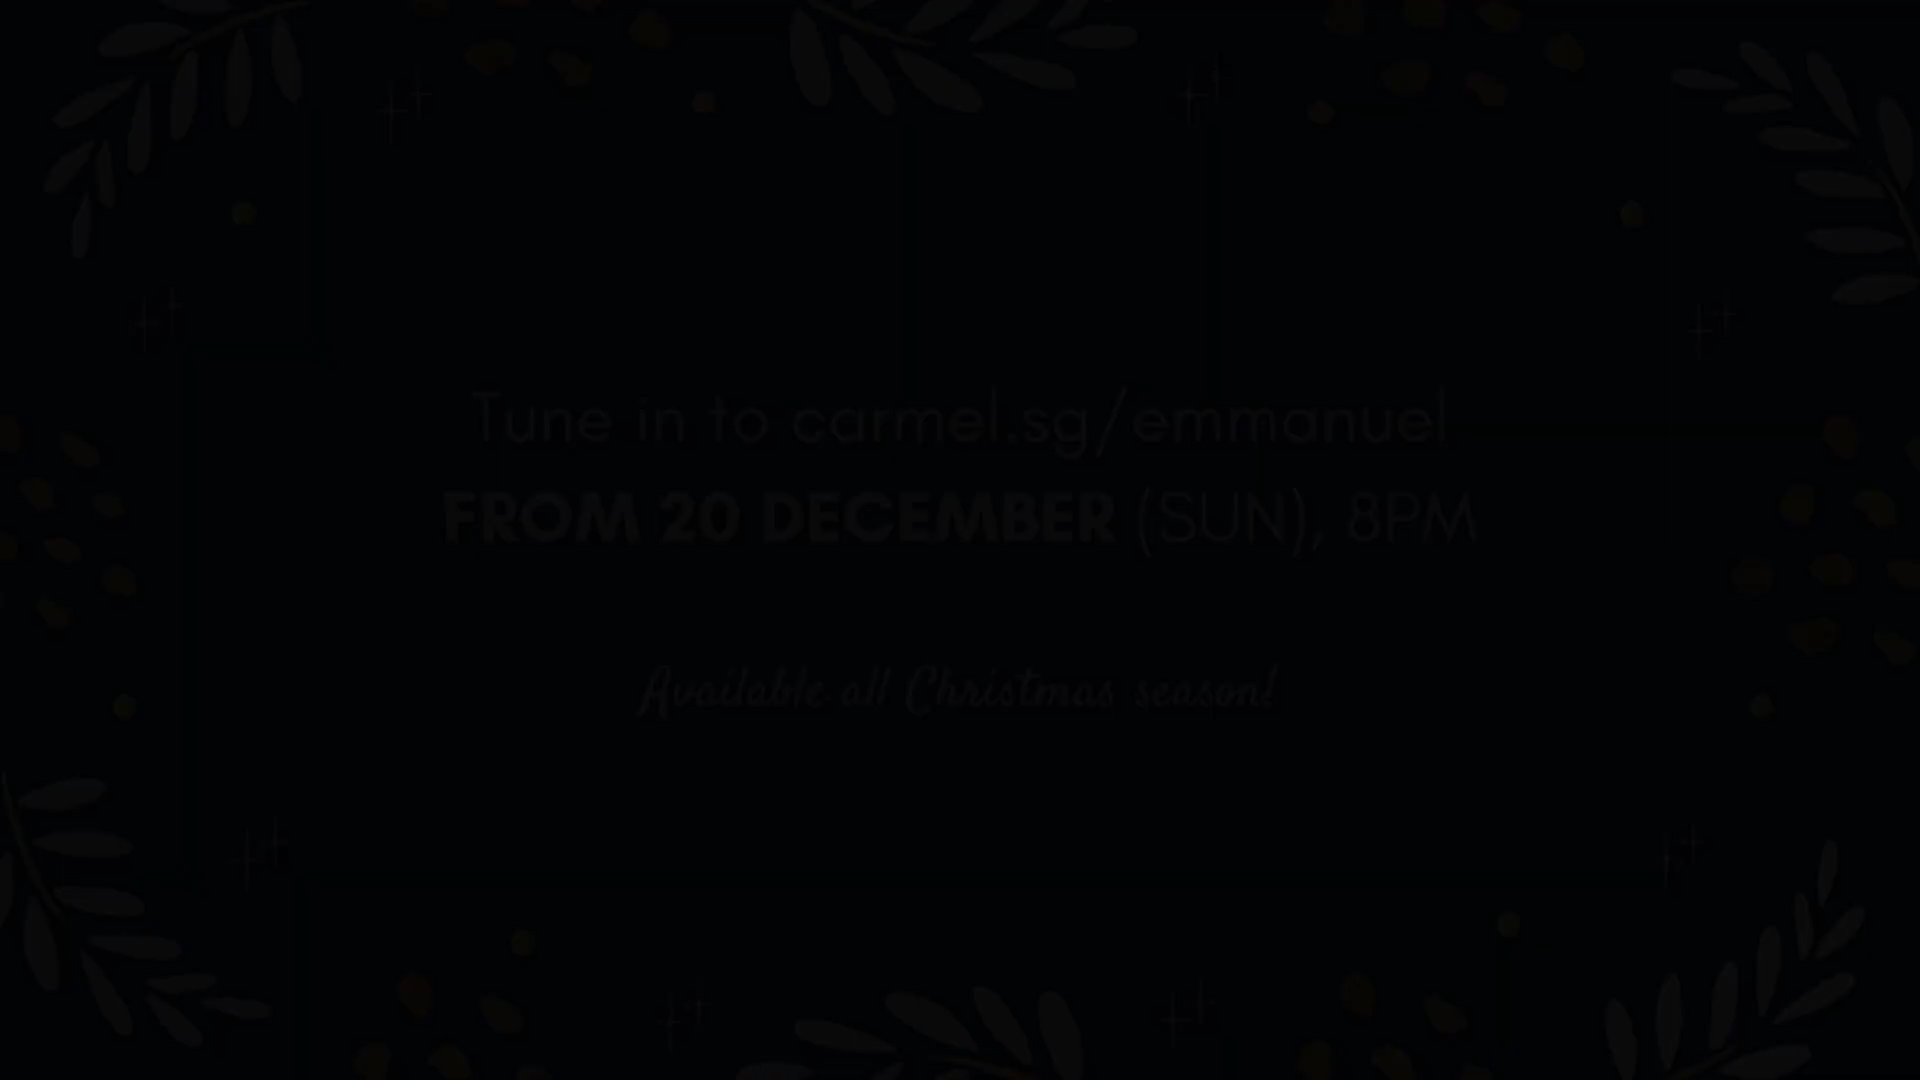 Tune in to carmel.sg/emmanuel
FROM 20 DECEMBER (SUN), 8PM
Available all Christmas season!